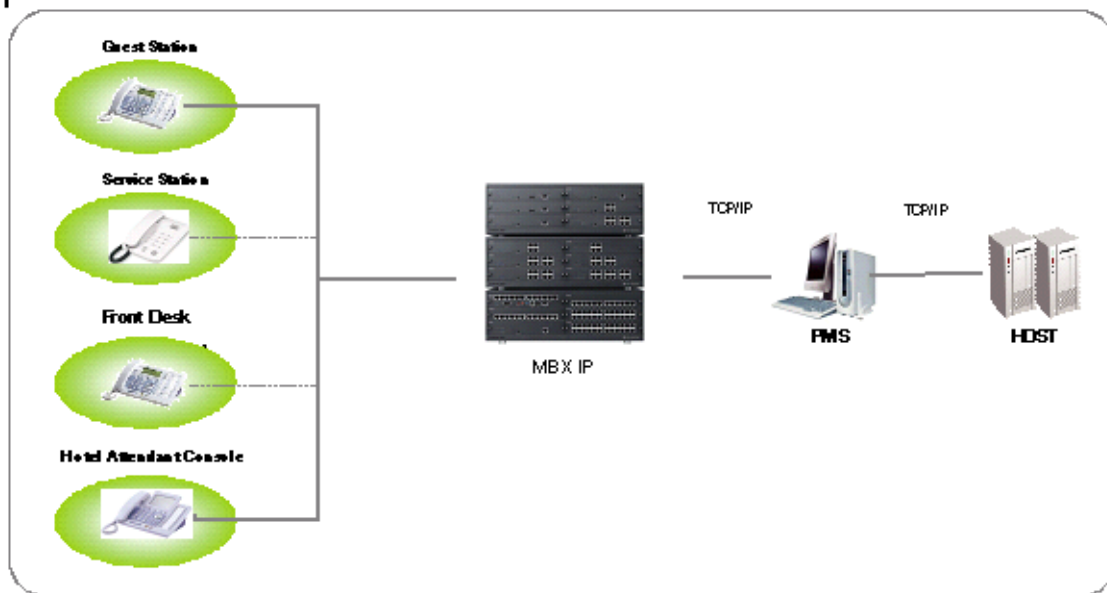 Guest Station
Service Station
Front Desk
Hotel Attendant Console
MBX IP
TCP/IP
TCP/IP
PMS
HOST